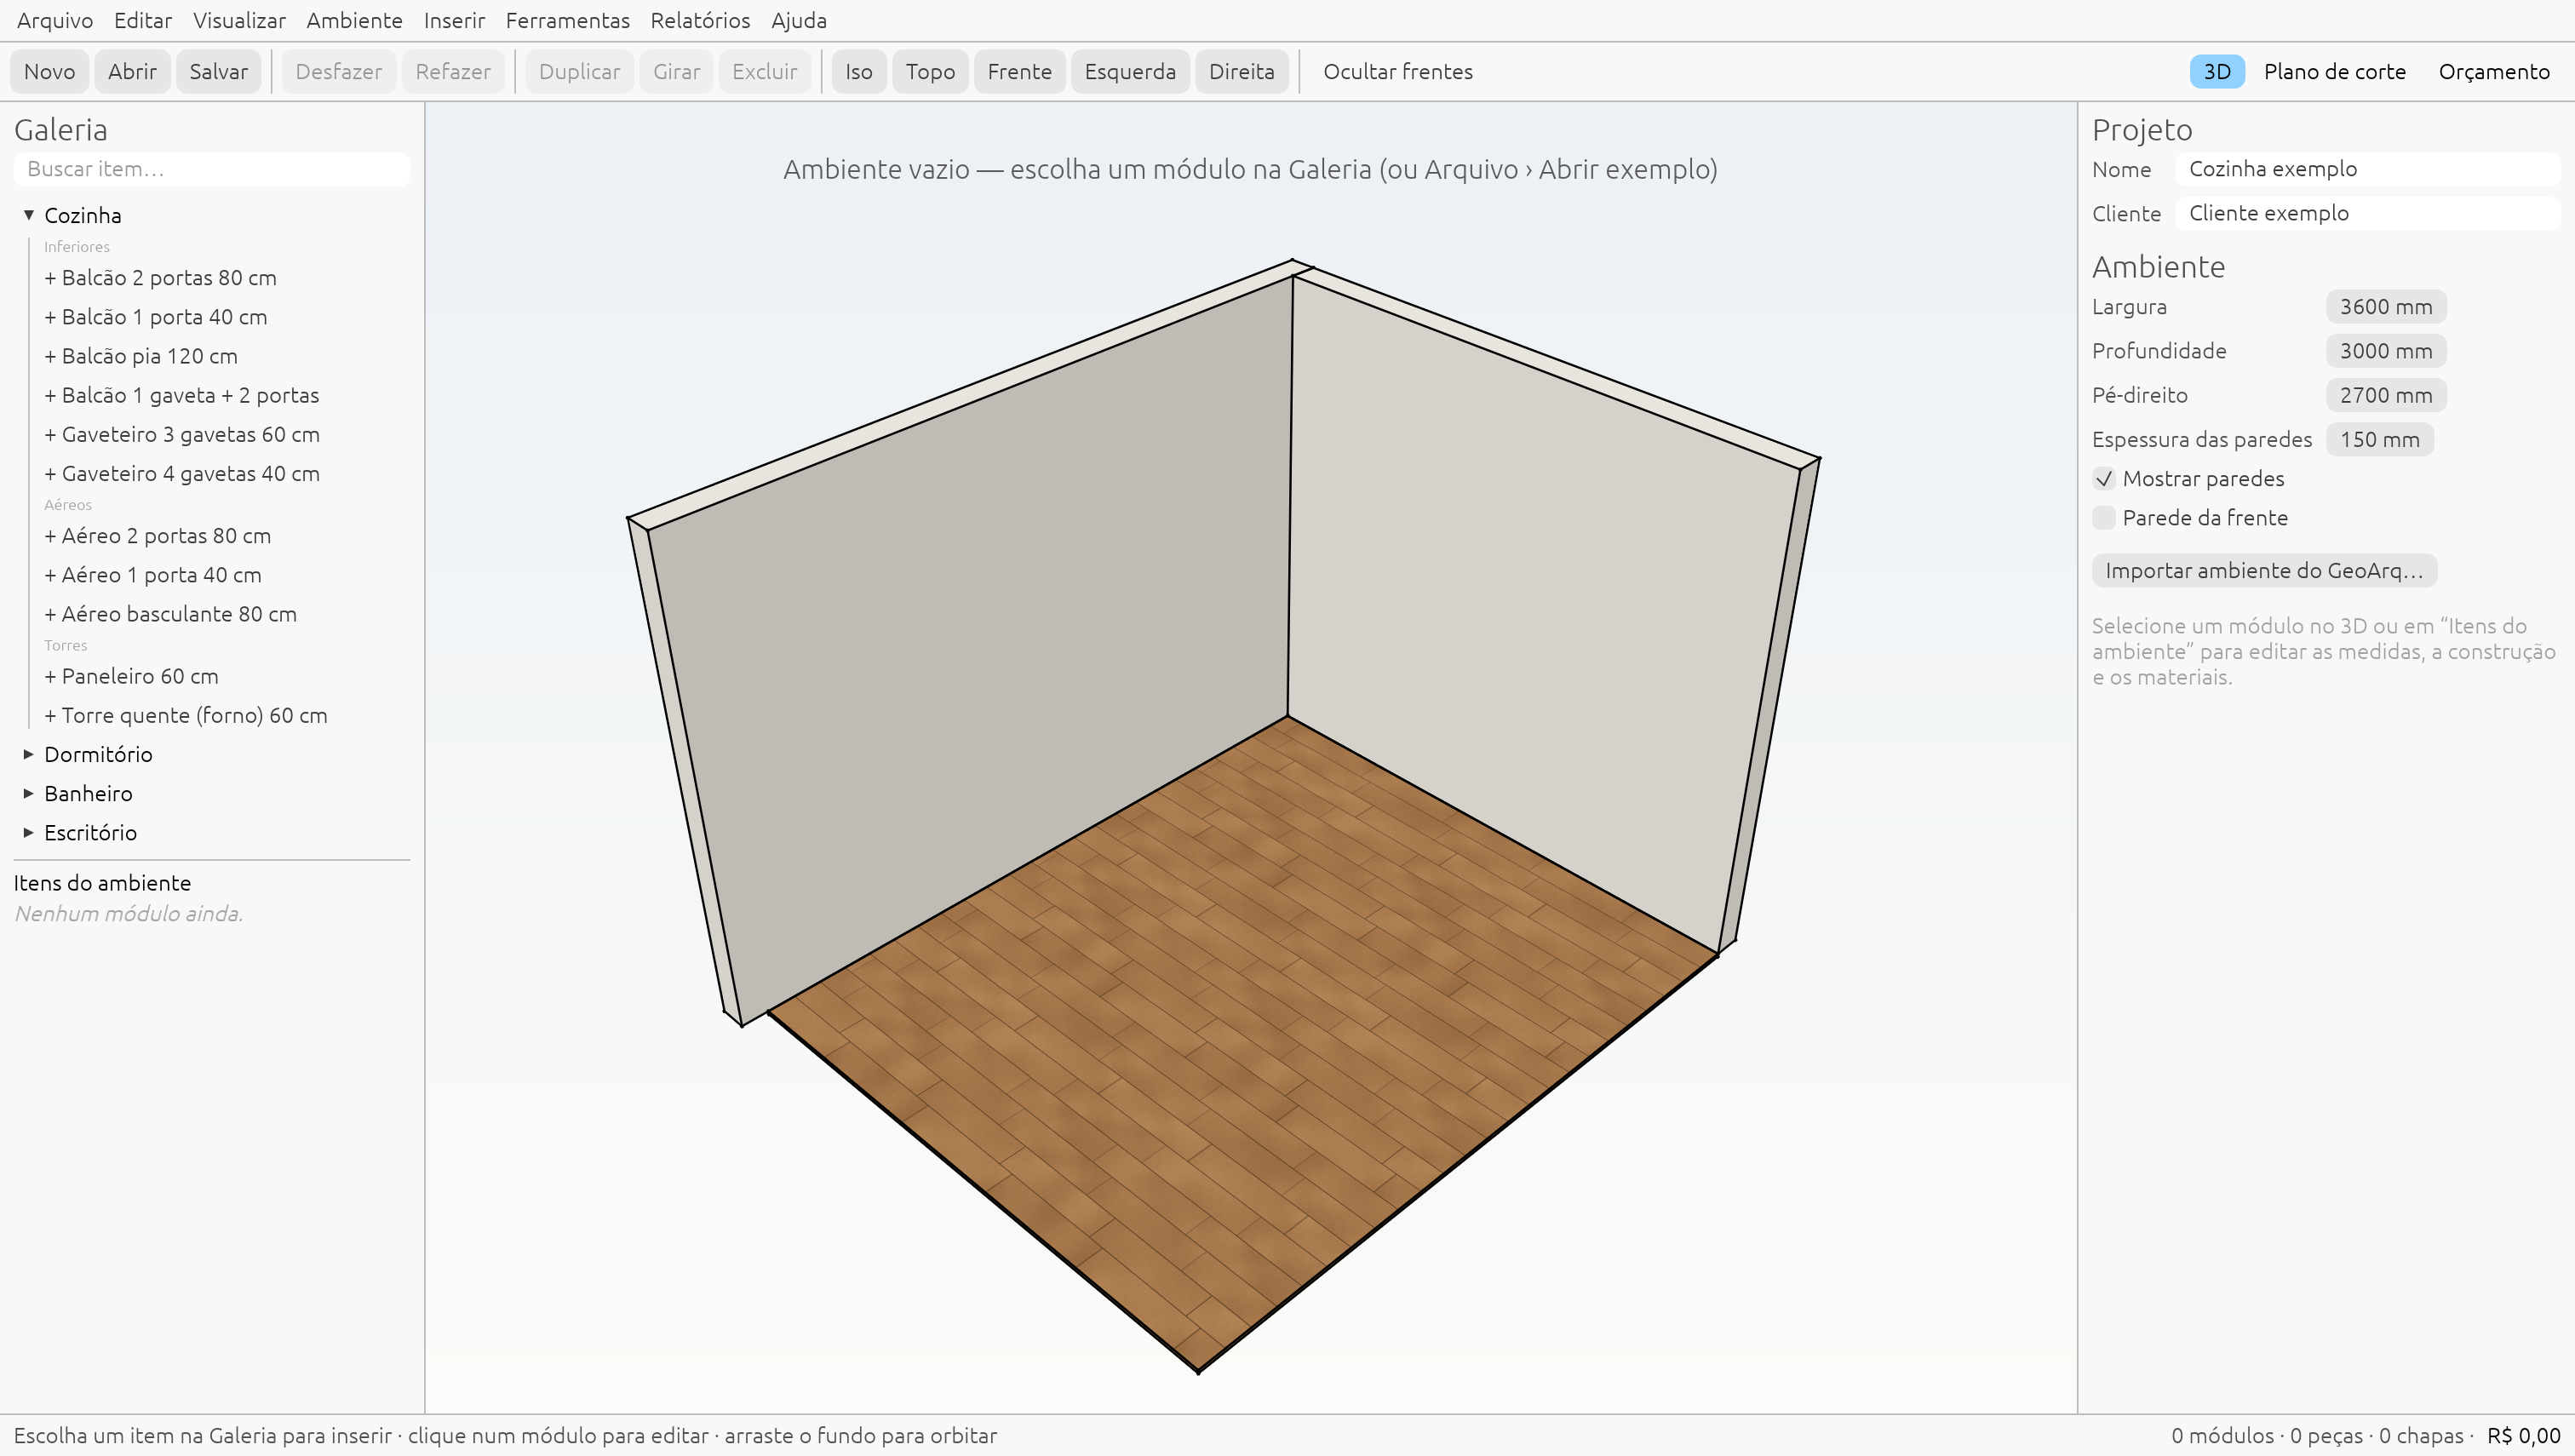 Arquivo Editar Visualizar Ambiente Inserir Ferramentas Relatórios Ajuda
Novo Abrir Salvar Desfazer Refazer Duplicar Girar Excluir Iso Topo Frente Esquerda Direita Ocultar frentes 3D Plano de corte Orçamento
Galeria
Buscar item…
Cozinha
Inferiores
+ Balcão 2 portas 80 cm
+ Balcão 1 porta 40 cm
+ Balcão pia 120 cm
+ Balcão 1 gaveta + 2 portas
+ Gaveteiro 3 gavetas 60 cm
+ Gaveteiro 4 gavetas 40 cm
Aéreos
+ Aéreo 2 portas 80 cm
+ Aéreo 1 porta 40 cm
+ Aéreo basculante 80 cm
Torres
+ Paneleiro 60 cm
+ Torre quente (forno) 60 cm
Dormitório
Banheiro
Escritório
Itens do ambiente
Nenhum módulo ainda.
Ambiente vazio — escolha um módulo na Galeria (ou Arquivo › Abrir exemplo)
Projeto
Nome Cozinha exemplo
Cliente Cliente exemplo
Ambiente
Largura 3600 mm
Profundidade 3000 mm
Pé-direito 2700 mm
Espessura das paredes 150 mm
Mostrar paredes
Parede da frente
Importar ambiente do GeoArq…
Selecione um módulo no 3D ou em “Itens do
ambiente” para editar as medidas, a construção
e os materiais.
Escolha um item na Galeria para inserir · clique num módulo para editar · arraste o fundo para orbitar
0 módulos · 0 peças · 0 chapas · R$ 0,00